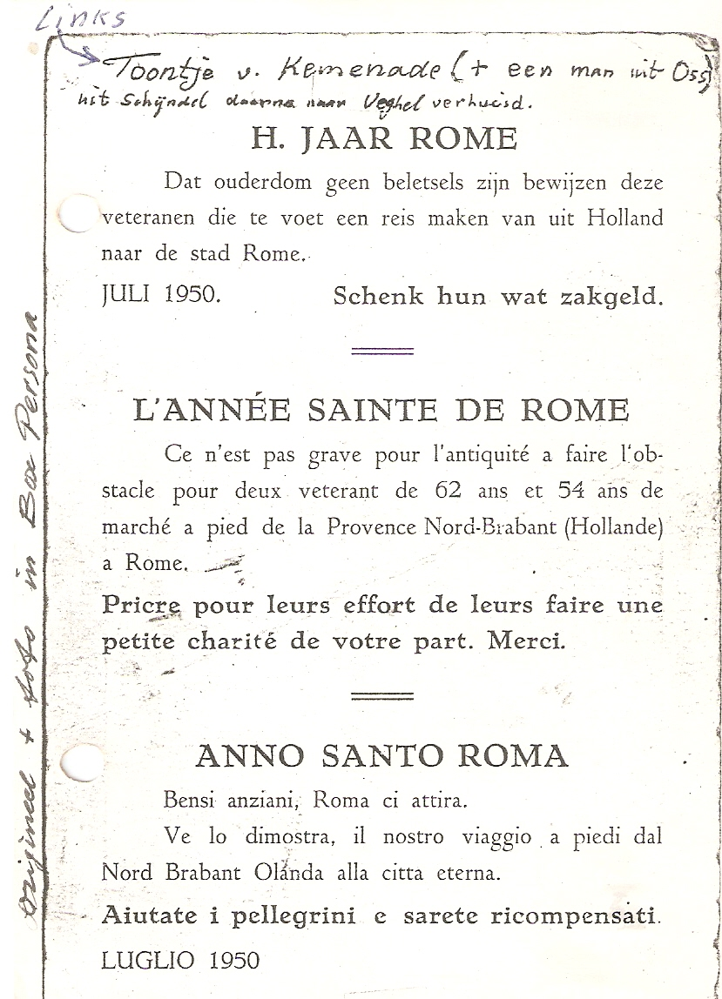 Links
Toontje v. Kemenade (+ een man uit Oss)
uit Schijndel daarna naar Veghel verhuisd.
H. JAAR ROME
Dat ouderdom geen beletsels zijn bewijzen deze
veteranen die te voet een reis maken van uit Holland
naar de stad Rome.
JULI 1950. Schenk hun wat zakgeld.
L'ANNÉE SAINTE DE ROME
Ce n'est pas grave pour l'antiquité a faire l'ob-
stacle pour deux veterant de 62 ans et 54 ans de
marché a pied de la Provence Nord-Brabant (Hollande)
a Rome.
Pricre pour leurs effort de leurs faire une
petite charité de votre part. Merci.
ANNO SANTO ROMA
Bensi anziani, Roma ci attira.
Ve lo dimostra, il nostro viaggio a piedi dal
Nord Brabant Olánda alla citta eterna.
Aiutate i pellegrini e sarete ricompensati.
LUGLIO 1950
Origineel + foto in Box Persona